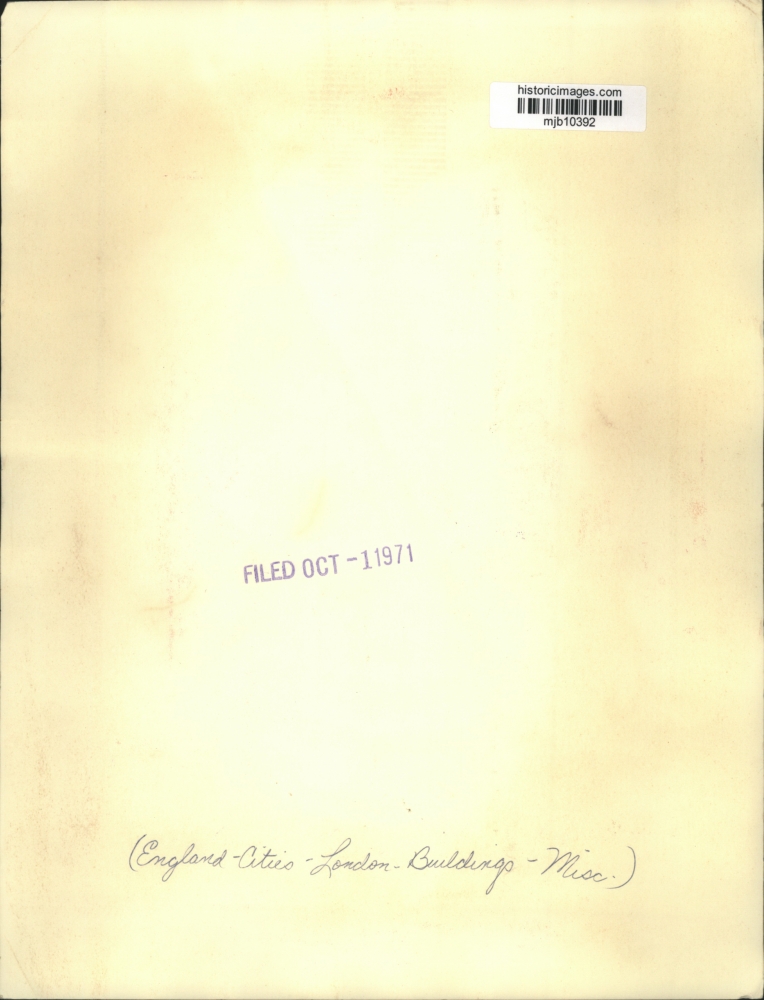 historicimages.com
mjb10392
FILED OCT -1 1971
(England-Cities-London-Buildings-Misc.)